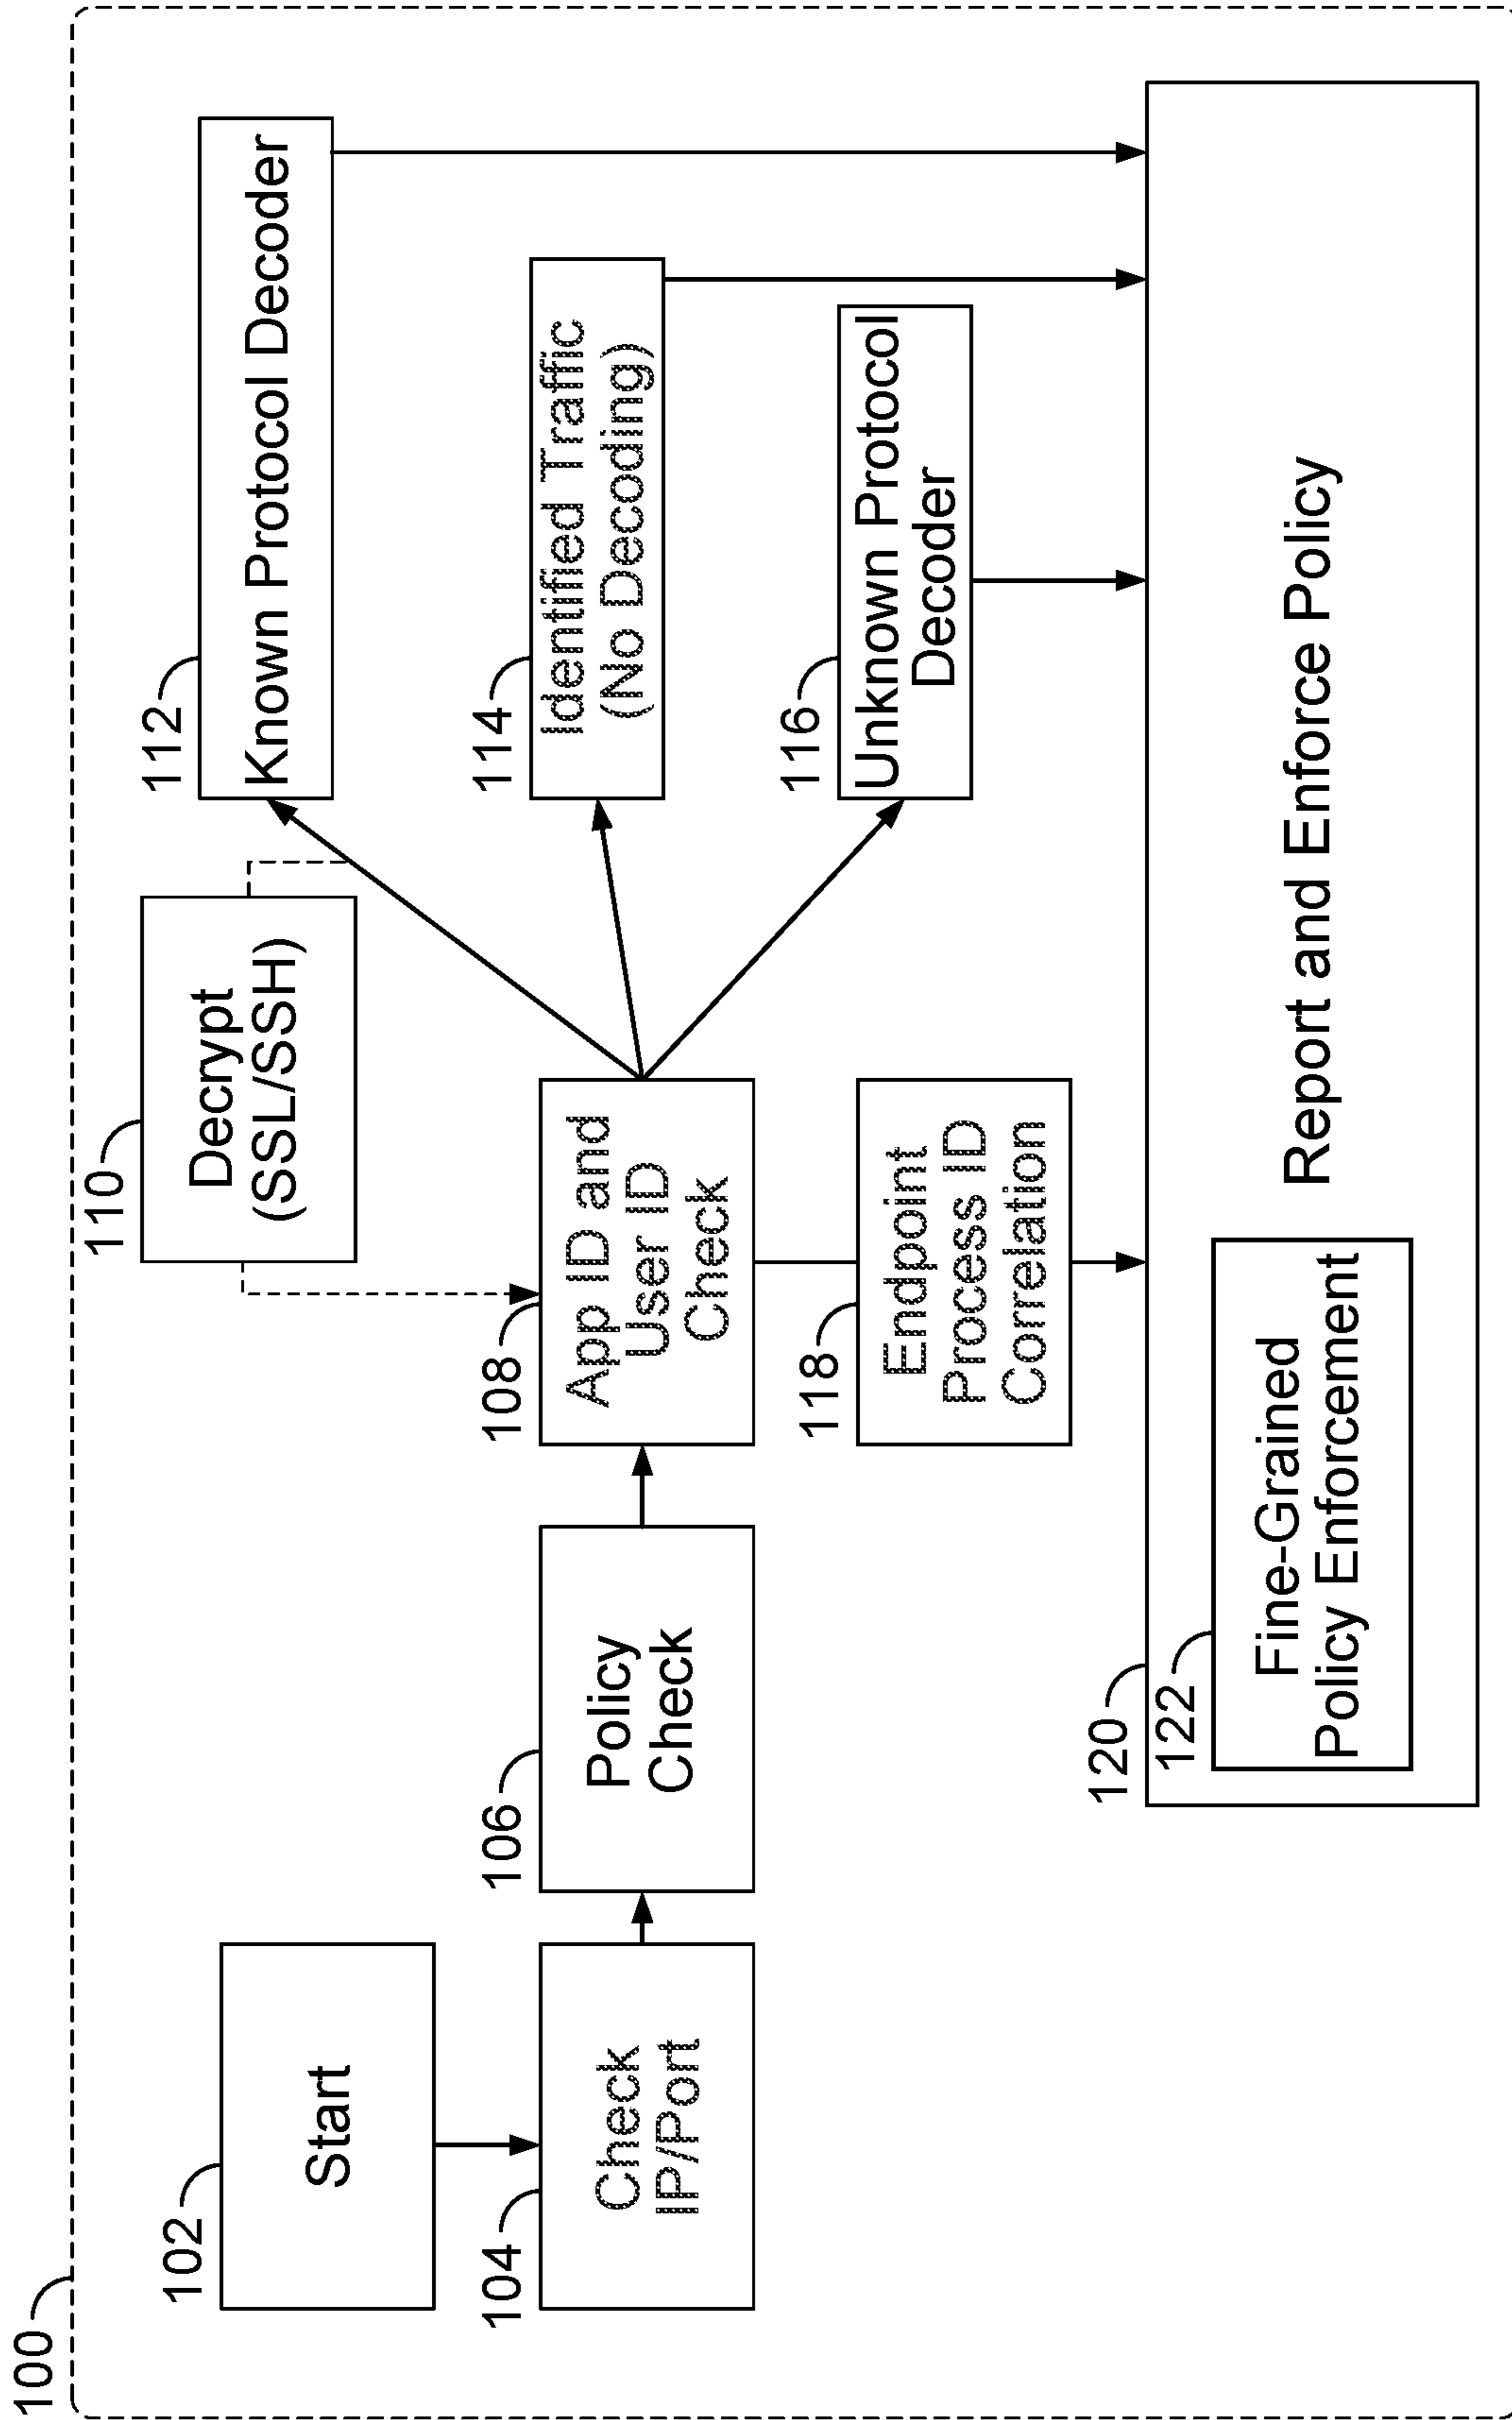 100
102
Start
104
Check
IP/Port
106
Policy
Check
108
App ID and
User ID
Check
110
Decrypt
(SSL/SSH)
112
Known Protocol Decoder
114
Identified Traffic
(No Decoding)
116
Unknown Protocol
Decoder
118
Endpoint
Process ID
Correlation
120
Report and Enforce Policy
122
Fine-Grained
Policy Enforcement